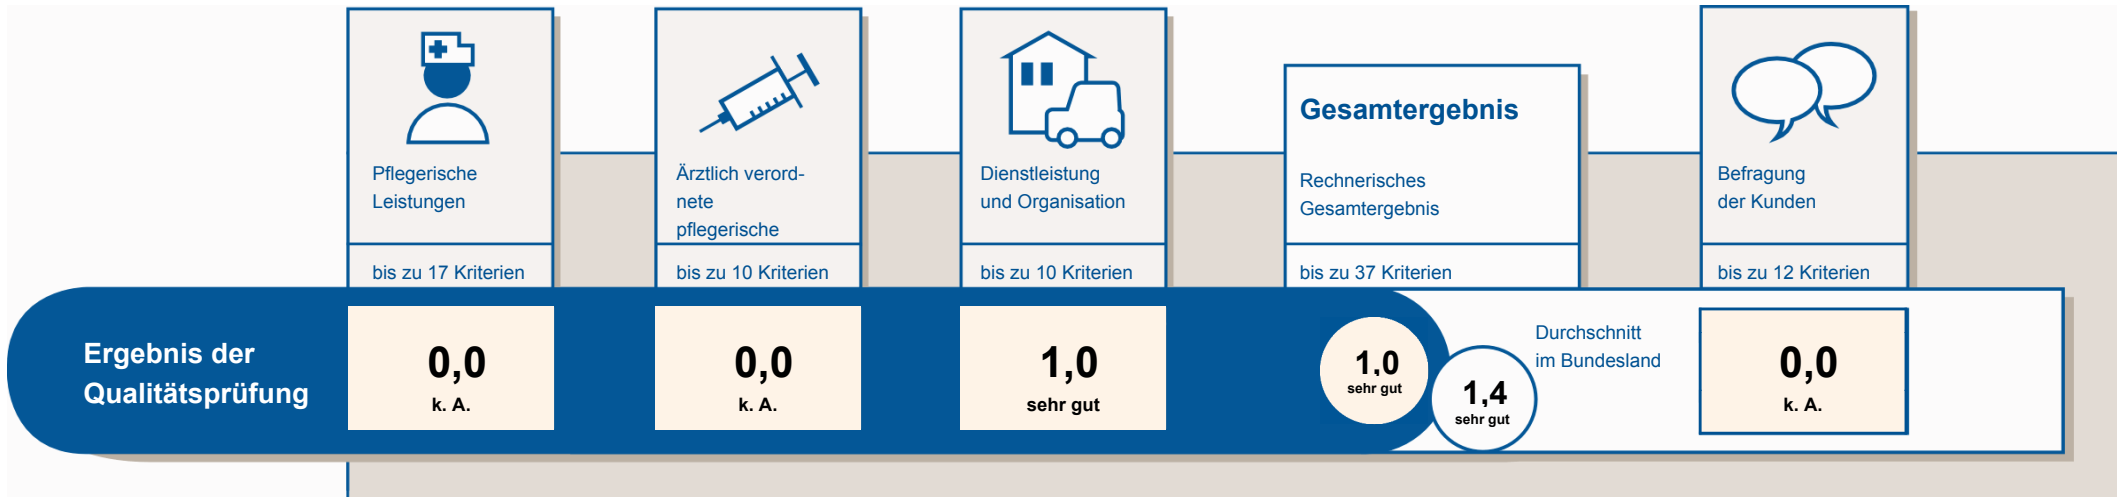 Pflegerische
Leistungen
bis zu 17 Kriterien
Ärztlich verord-
nete
pflegerische
bis zu 10 Kriterien
Dienstleistung
und Organisation
bis zu 10 Kriterien
Gesamtergebnis
Rechnerisches
Gesamtergebnis
bis zu 37 Kriterien
Befragung
der Kunden
bis zu 12 Kriterien
Ergebnis der
Qualitätsprüfung
0,0
k. A.
0,0
k. A.
1,0
sehr gut
1,0
sehr gut
1,4
sehr gut
Durchschnitt
im Bundesland
0,0
k. A.